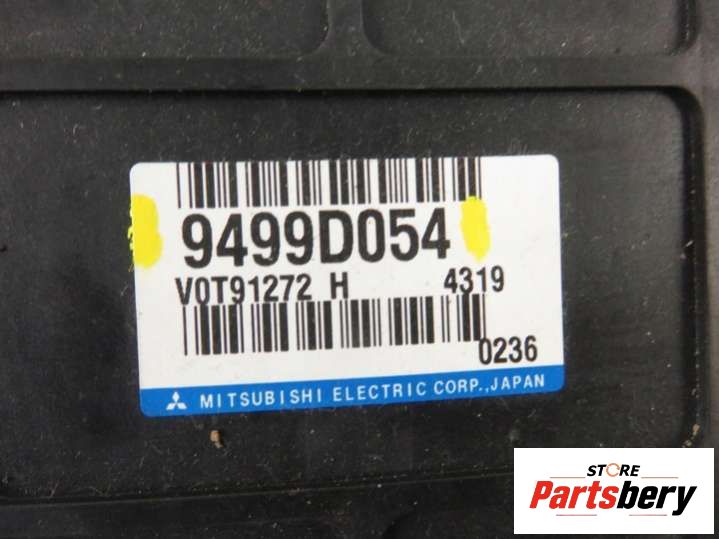 9499D054
V0T91272 H 4319
0236
MITSUBISHI ELECTRIC CORP., JAPAN
STORE
Partsbery